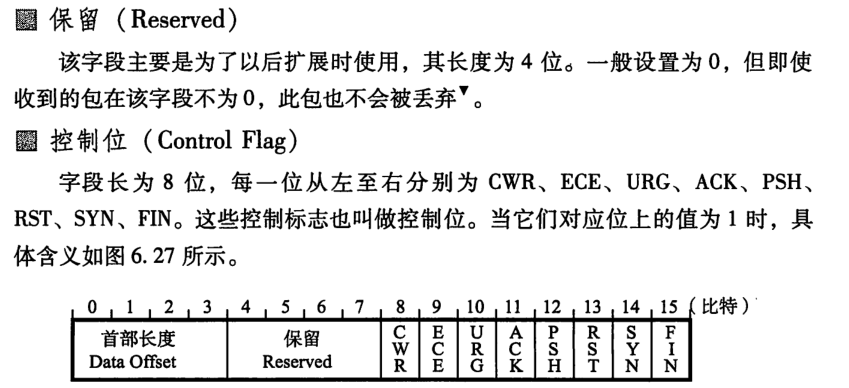 保留（Reserved）
该字段主要是为了以后扩展时使用，其长度为 4 位。一般设置为 0，但即使
收到的包在该字段不为 0，此包也不会被丢弃▼。
控制位（Control Flag）
字段长为 8 位，每一位从左至右分别为 CWR、ECE、URG、ACK、PSH、
RST、SYN、FIN。这些控制标志也叫做控制位。当它们对应位上的值为 1 时，具
体含义如图 6.27 所示。
0 1 2 3 4 5 6 7 8 9 10 11 12 13 14 15（比特）
首部长度 保留 CWR ECE URG ACK PSH RST SYN FIN
Data Offset Reserved